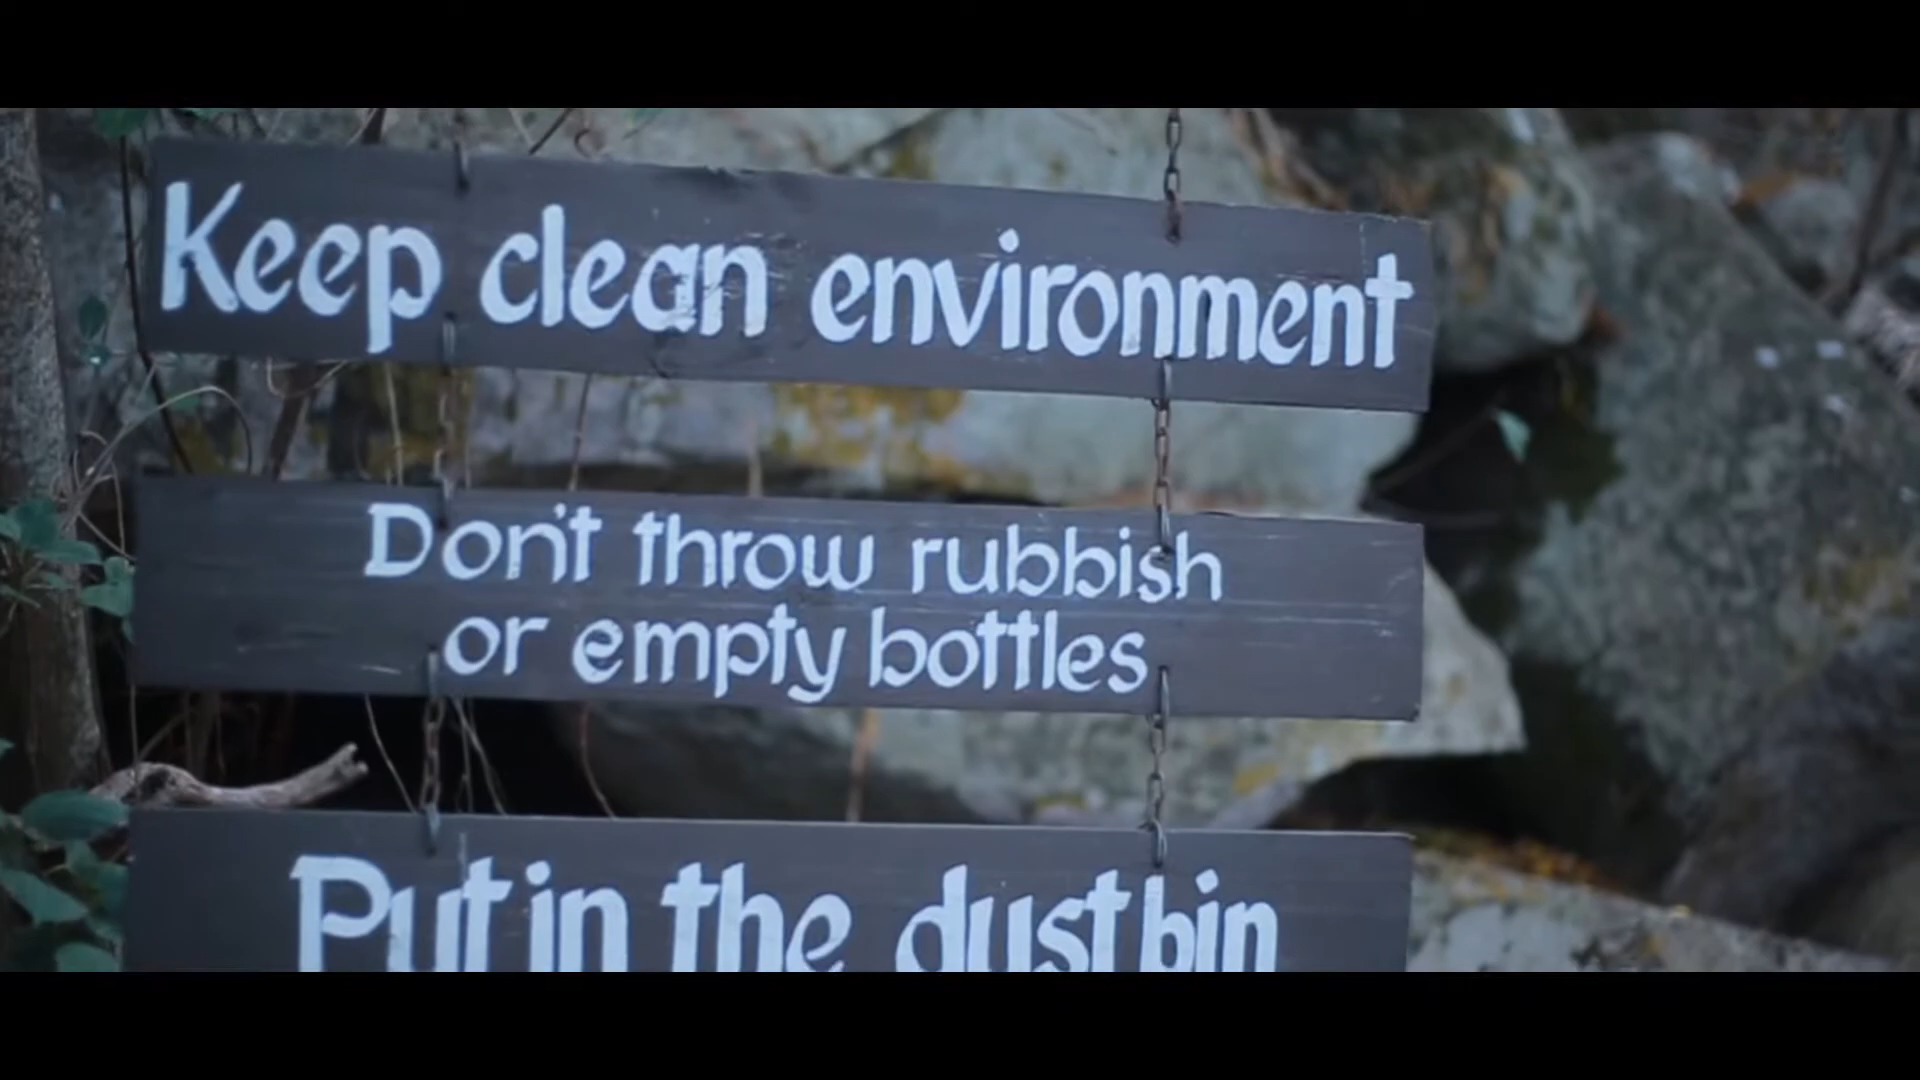 Keep clean environment
Don't throw rubbish
or empty bottles
Put in the dustbin